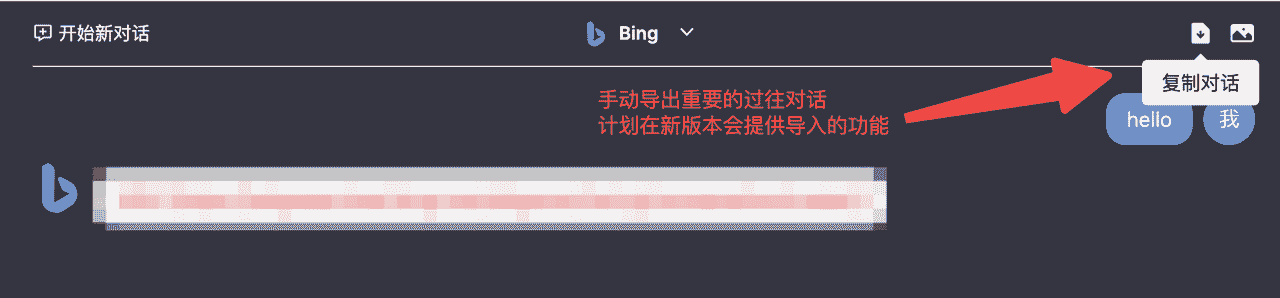 开始新对话
Bing
复制对话
手动导出重要的过往对话
计划在新版本会提供导入的功能
hello
我